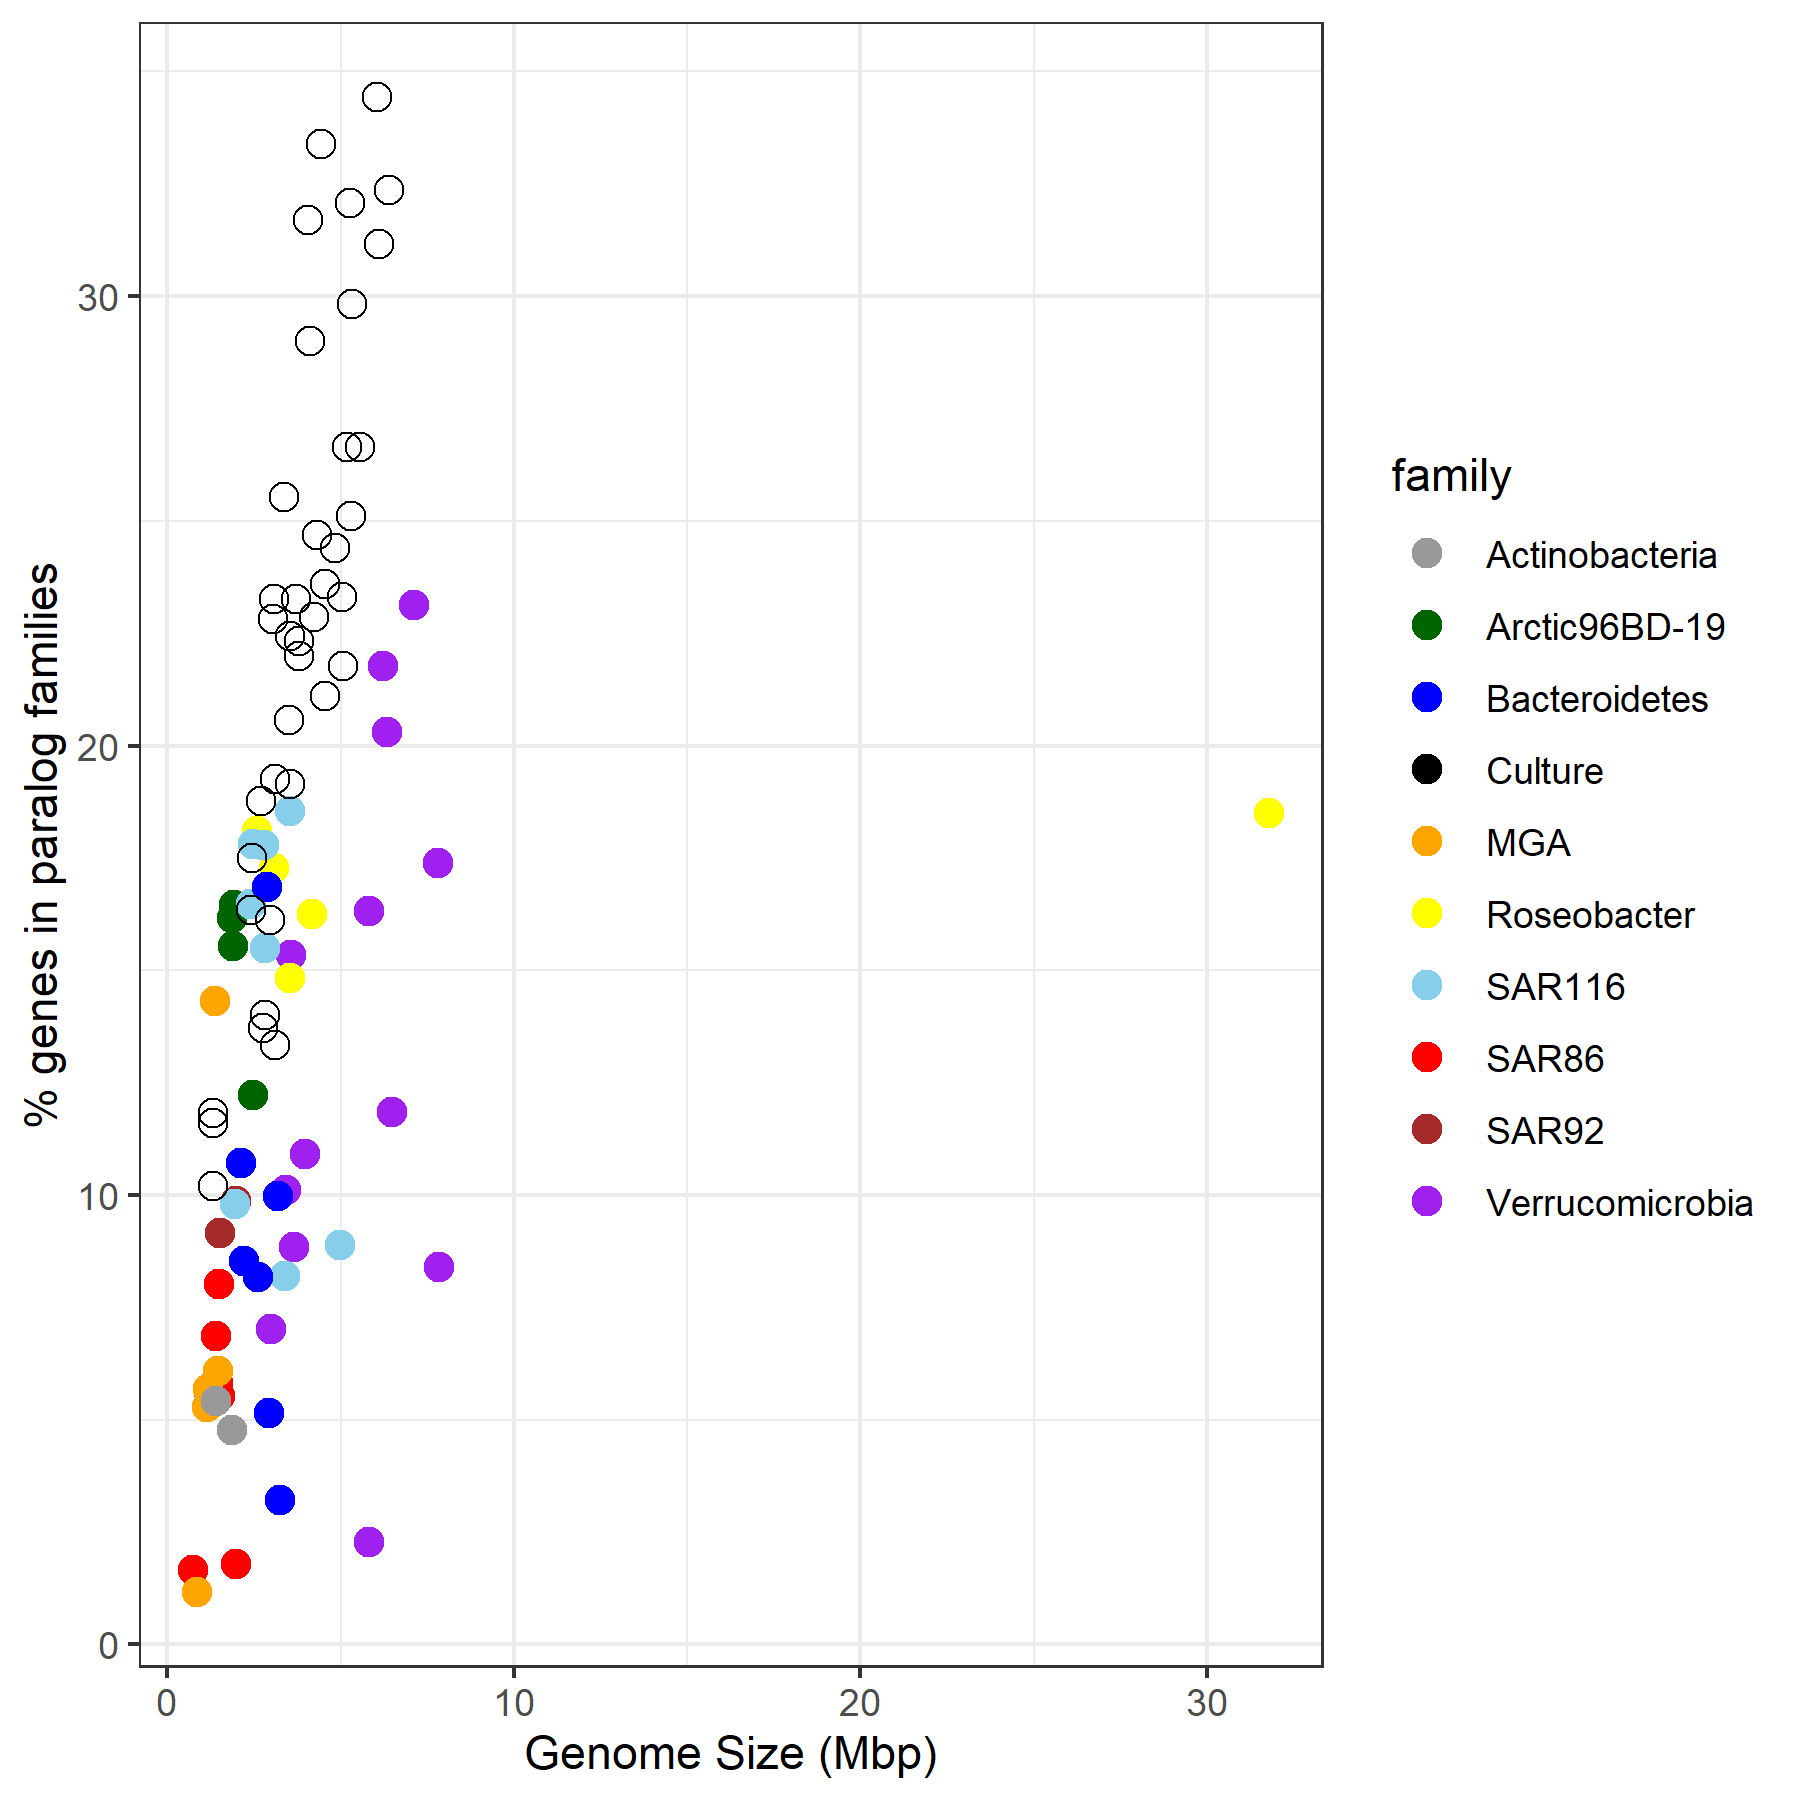 30
20
10
0
% genes in paralog families
0 10 20 30
Genome Size (Mbp)
family
Actinobacteria
Arctic96BD-19
Bacteroidetes
Culture
MGA
Roseobacter
SAR116
SAR86
SAR92
Verrucomicrobia